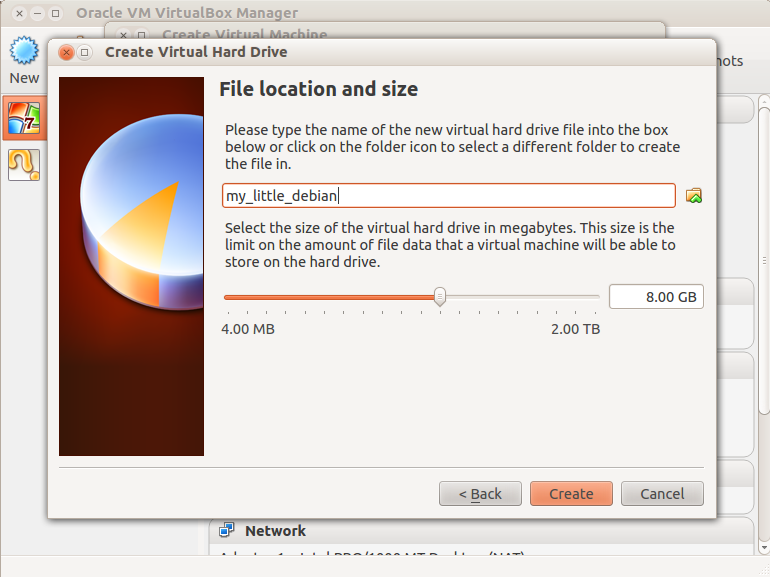 Oracle VM VirtualBox Manager
Create Virtual Machine
Create Virtual Hard Drive
New
File location and size
Please type the name of the new virtual hard drive file into the box
below or click on the folder icon to select a different folder to create
the file in.
my_little_debian
Select the size of the virtual hard drive in megabytes. This size is the
limit on the amount of file data that a virtual machine will be able to
store on the hard drive.
8.00 GB
4.00 MB 2.00 TB
< Back Create Cancel
Network